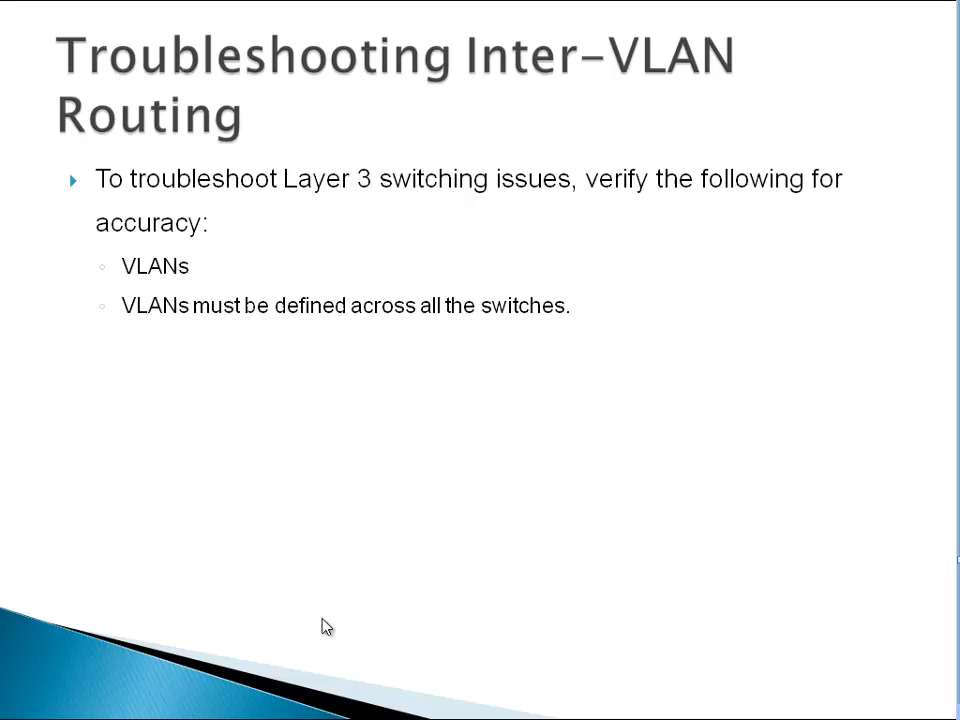 Troubleshooting Inter-VLAN
Routing
To troubleshoot Layer 3 switching issues, verify the following for
accuracy:
VLANs
VLANs must be defined across all the switches.